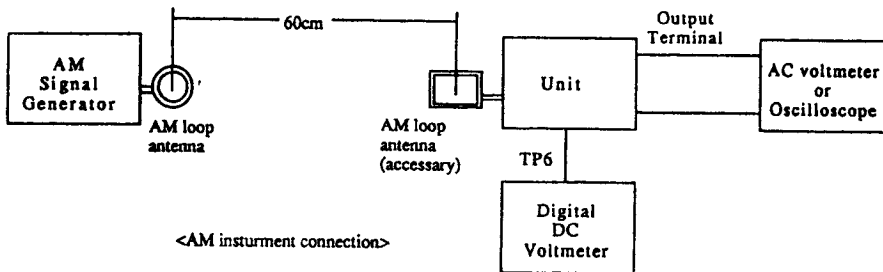 60cm
AM
Signal
Generator
AM loop
antenna
AM loop
antenna
(accessary)
Unit
TP6
Output
Terminal
AC voltmeter
or
Oscilloscope
Digital
DC
Voltmeter
<AM insturment connection>